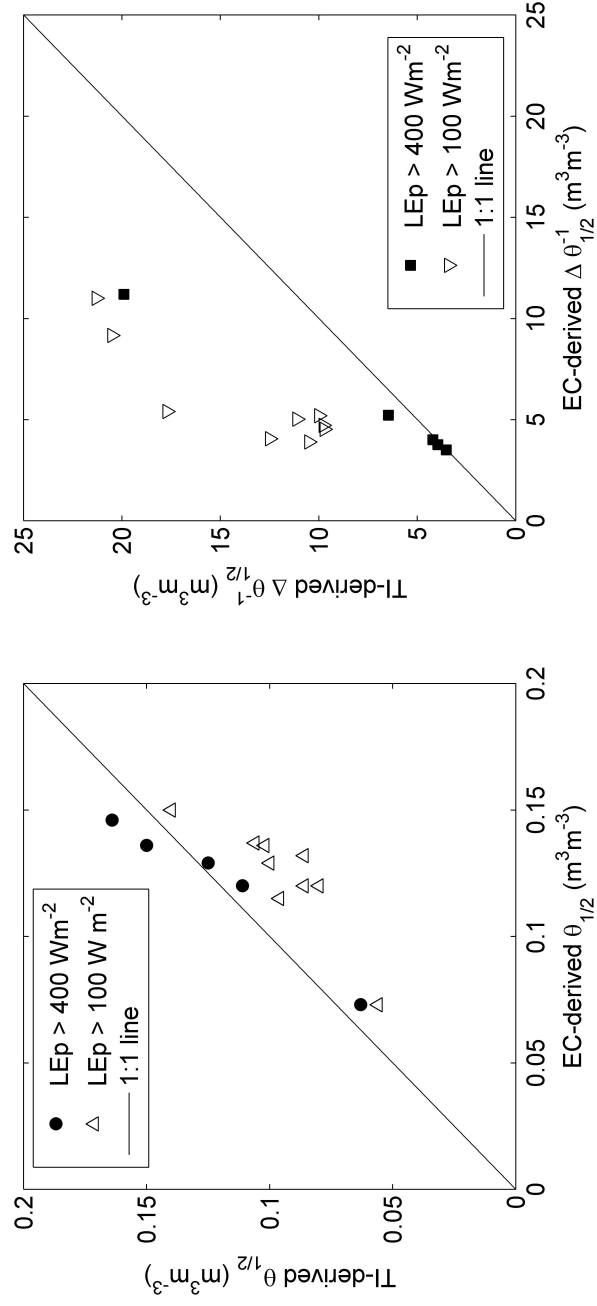 0.2
0.15
0.1
0.05
0
0
0.05
0.1
0.15
0.2
TI-derived θ1/2 (m³m⁻³)
EC-derived θ1/2 (m³m⁻³)
LEp > 400 Wm⁻²
LEp > 100 W m⁻²
1:1 line
25
20
15
10
5
0
0
5
10
15
20
25
TI-derived Δ θ⁻¹1/2 (m³m⁻³)
EC-derived Δ θ⁻¹1/2 (m³m⁻³)
LEp > 400 Wm⁻²
LEp > 100 Wm⁻²
1:1 line